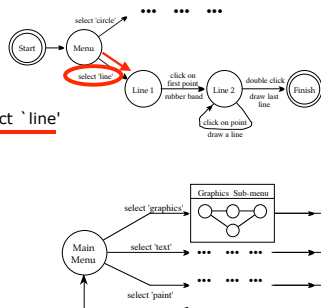 select 'circle'
... ... ...
Start
Menu
select 'line'
click on
first point
rubber band
double click
draw last
line
Line 1
Line 2
Finish
click on point
draw a line
ct `line'
Graphics Sub-menu
select 'graphics'
Main
Menu
select 'text'
... ... ...
... ... ...
select 'paint'